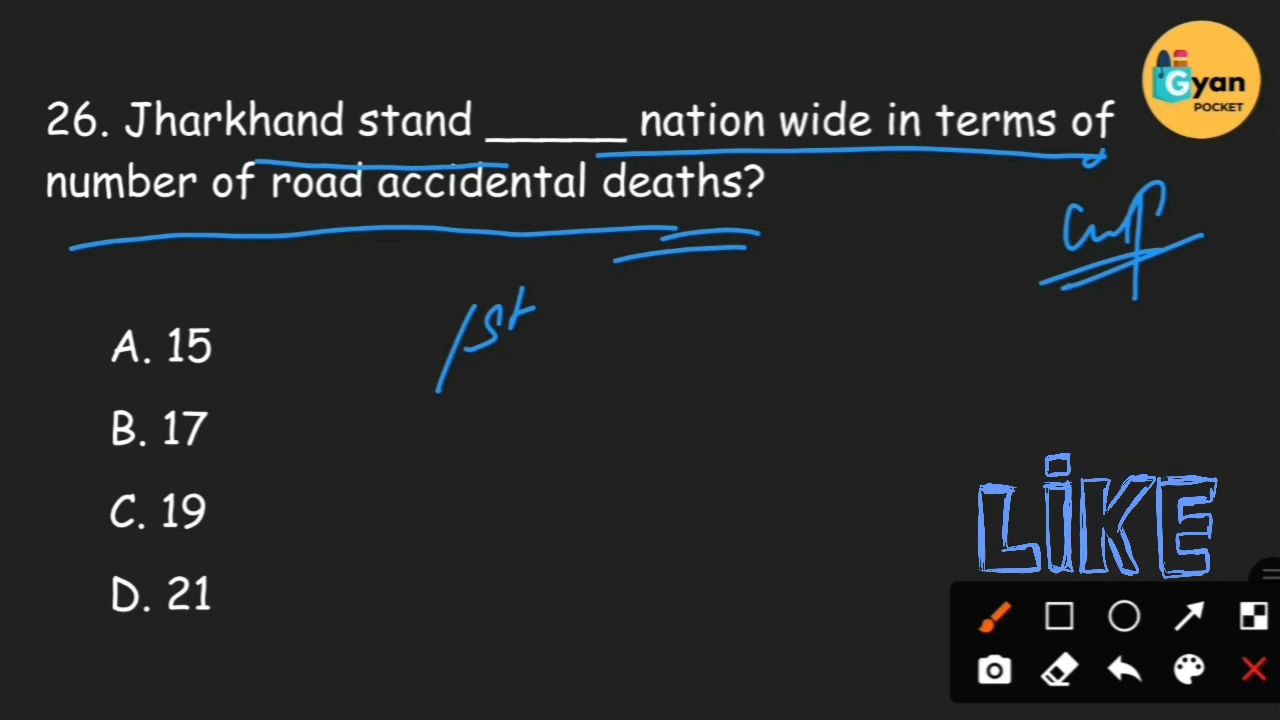 Gyan
POCKET
26. Jharkhand stand ______ nation wide in terms of
number of road accidental deaths?
1st
A. 15
B. 17
C. 19
D. 21
LiKE